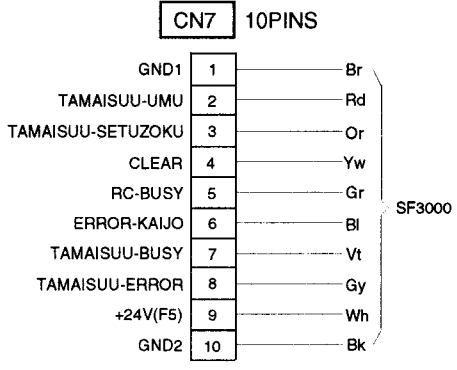 CN7 10PINS
GND1 1 Br
TAMAISUU-UMU 2 Rd
TAMAISUU-SETUZOKU 3 Or
CLEAR 4 Yw
RC-BUSY 5 Gr
ERROR-KAIJO 6 Bl
TAMAISUU-BUSY 7 Vt
TAMAISUU-ERROR 8 Gy
+24V(F5) 9 Wh
GND2 10 Bk
SF3000